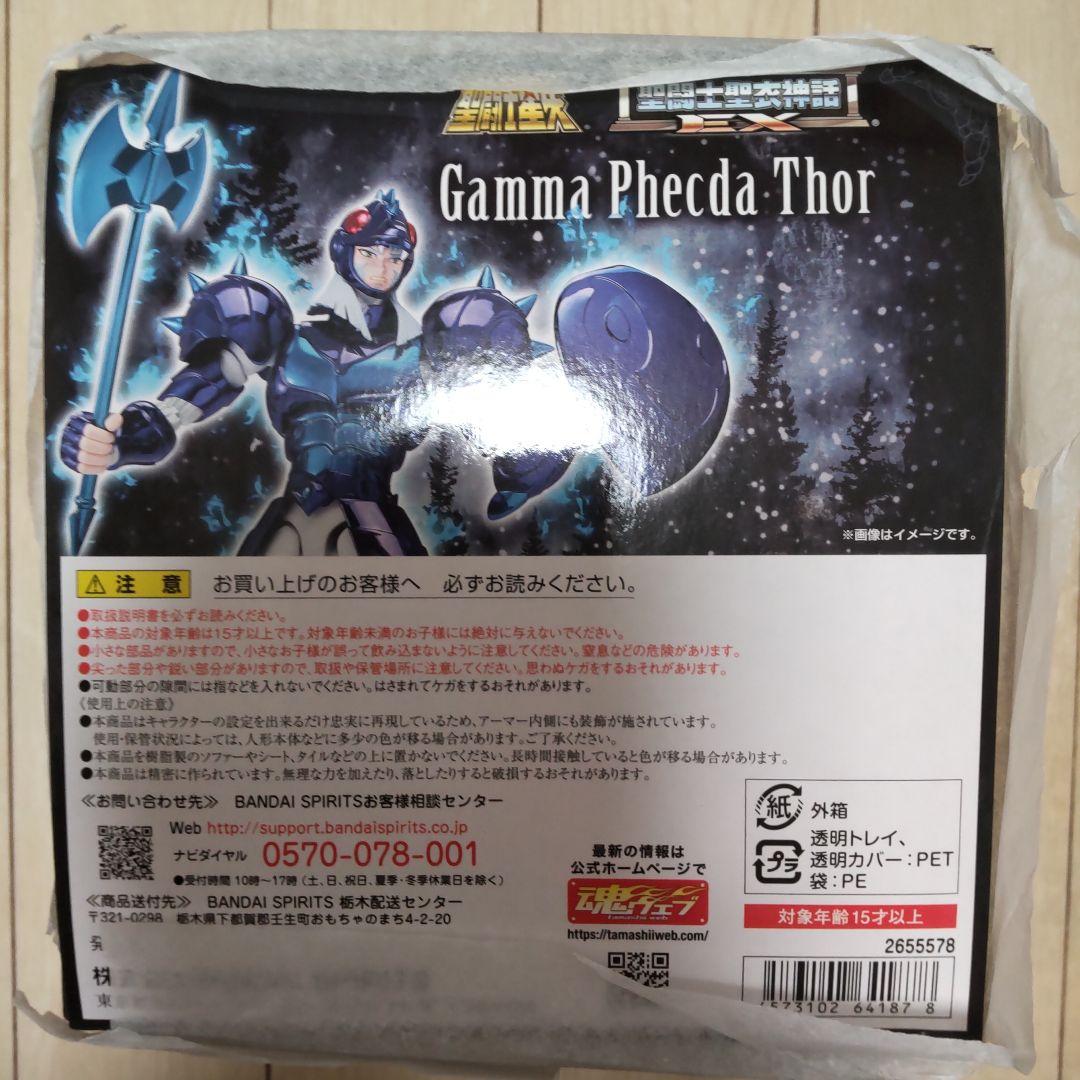 聖闘士星矢
聖闘士聖衣神話
EX
Gamma Phecda Thor
※画像はイメージです。
注意 お買い上げのお客様へ 必ずお読みください。
●取扱説明書を必ずお読みください。
●本商品の対象年齢は15才以上です。対象年齢未満のお子様には絶対に与えないでください。
●小さな部品がありますので、小さなお子様が誤って飲み込まないように注意してください。窒息などの危険があります。
●尖った部分や鋭い部分がありますので、取扱や保管場所に注意してください。思わぬケガをするおそれがあります。
●可動部分の隙間には指などを入れないでください。はさまれてケガをするおそれがあります。
《使用上の注意》
●本商品はキャラクターの設定を出来るだけ忠実に再現しているため、アーマー内側にも装飾が施されています。
使用・保管状況によっては、人形本体などに多少の色が移る場合があります。ご了承ください。
●本商品を樹脂製のソファーやシート、タイルなどの上に置かないでください。長時間接触していると色が移る場合があります。
●本商品は精密に作られています。無理な力を加えたり、落としたりすると破損するおそれがあります。
≪お問い合わせ先≫ BANDAI SPIRITSお客様相談センター
Web http://support.bandaispirits.co.jp
ナビダイヤル 0570-078-001
●受付時間 10時〜17時（土、日、祝日、夏季・冬季休業日を除く）
≪商品送付先≫ BANDAI SPIRITS 栃木配送センター
〒321-0298 栃木県下都賀郡壬生町おもちゃのまち4-2-20
株
東
最新の情報は
公式ホームページで
魂ウェブ
tamashii web
https://tamashiiweb.com/
紙 外箱
プラ 透明トレイ、
透明カバー：PET
袋：PE
対象年齢15才以上
2655578
4573102 64187 8